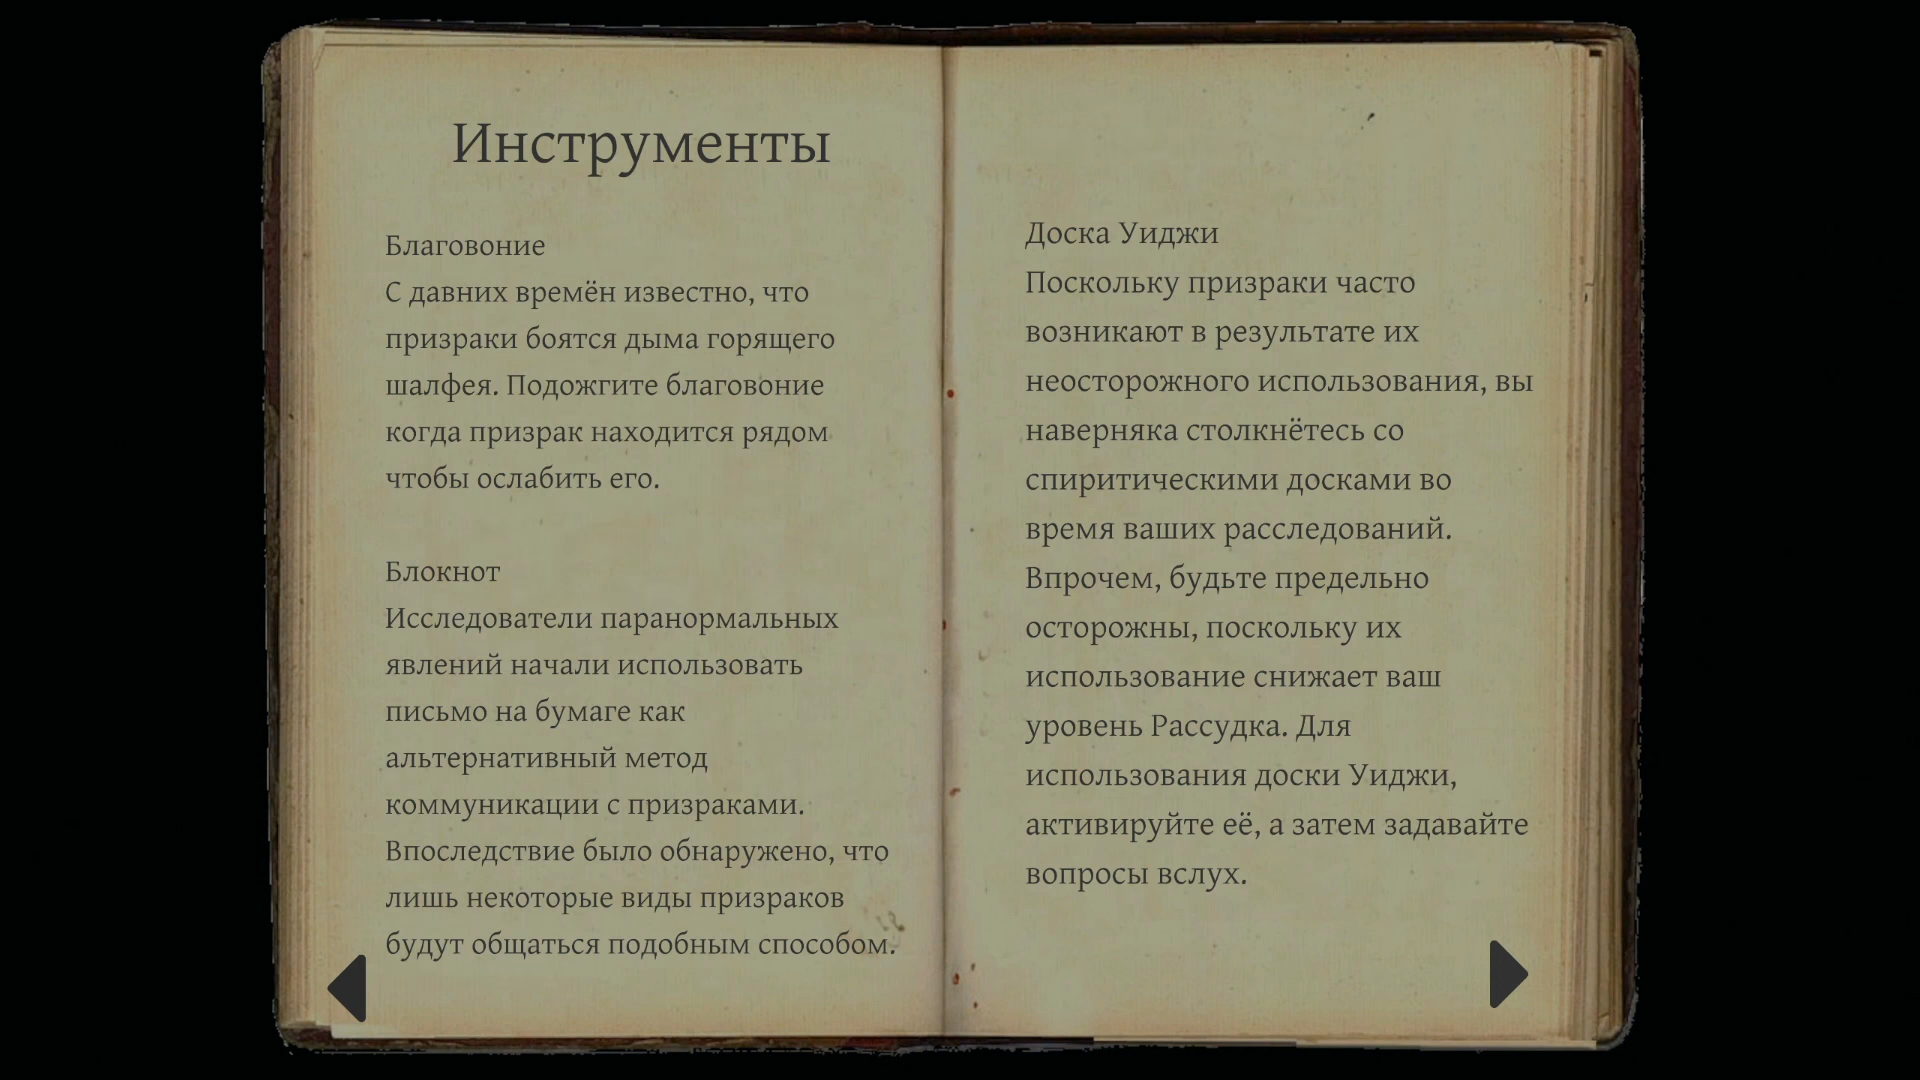 Инструменты
Благовоние
С давних времён известно, что
призраки боятся дыма горящего
шалфея. Подожгите благовоние
когда призрак находится рядом
чтобы ослабить его.
Блокнот
Исследователи паранормальных
явлений начали использовать
письмо на бумаге как
альтернативный метод
коммуникации с призраками.
Впоследствие было обнаружено, что
лишь некоторые виды призраков
будут общаться подобным способом.
Доска Уиджи
Поскольку призраки часто
возникают в результате их
неосторожного использования, вы
наверняка столкнётесь со
спиритическими досками во
время ваших расследований.
Впрочем, будьте предельно
осторожны, поскольку их
использование снижает ваш
уровень Рассудка. Для
использования доски Уиджи,
активируйте её, а затем задавайте
вопросы вслух.